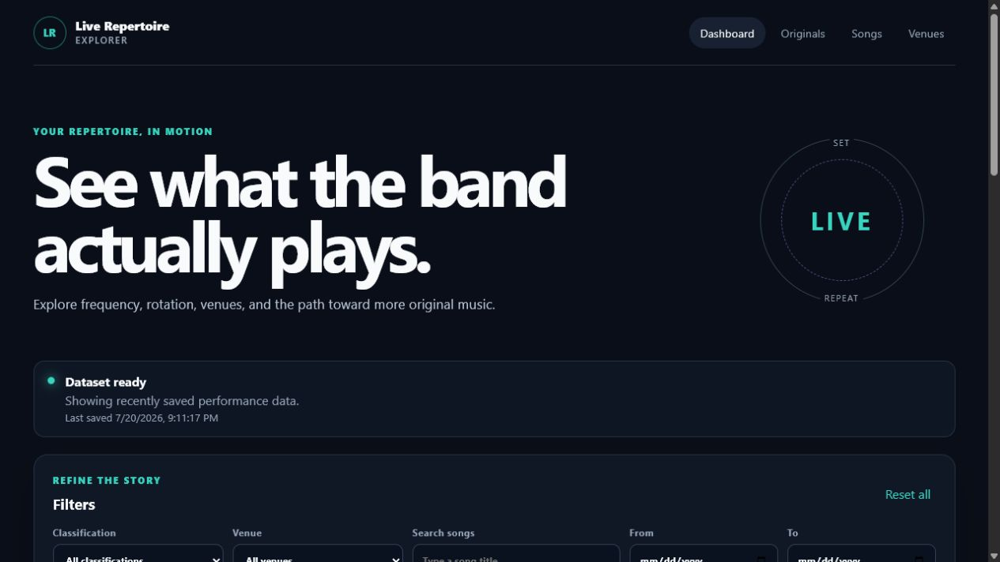 LR
Live Repertoire
EXPLORER
Dashboard
Originals
Songs
Venues
YOUR REPERTOIRE, IN MOTION
See what the band
actually plays.
Explore frequency, rotation, venues, and the path toward more original music.
SET
LIVE
REPEAT
Dataset ready
Showing recently saved performance data.
Last saved 7/20/2026, 9:11:17 PM
REFINE THE STORY
Filters
Reset all
Classification
Venue
Search songs
From
To
All classifications
All venues
Type a song title
mm/dd/yyyy
mm/dd/yyyy